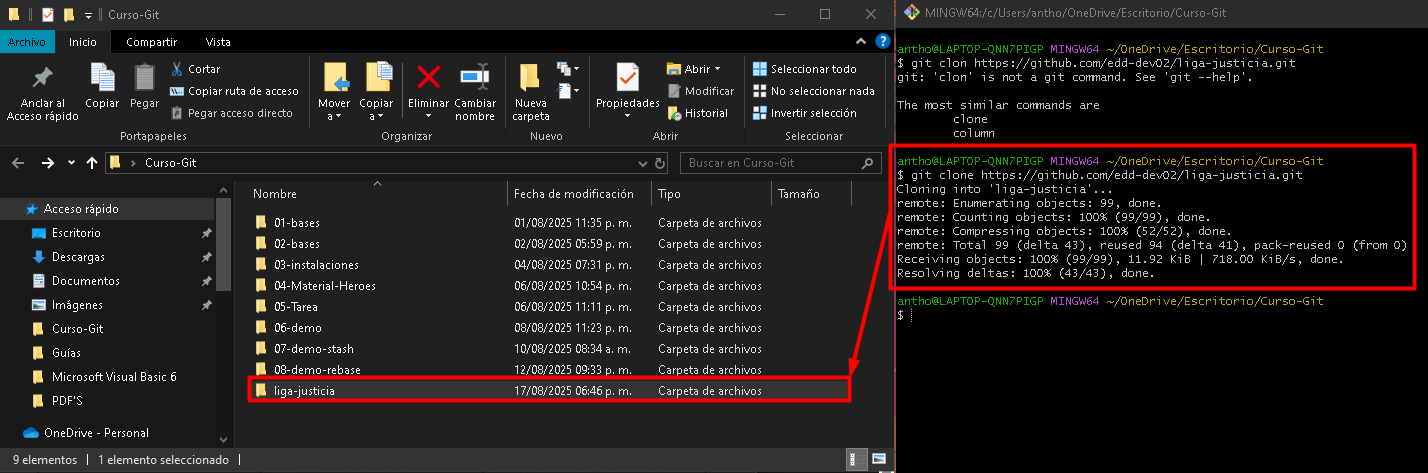 Curso-Git
Archivo Inicio Compartir Vista
Anclar al Acceso rápido
Copiar
Pegar
Cortar
Copiar ruta de acceso
Pegar acceso directo
Portapapeles
Mover a
Copiar a
Eliminar
Cambiar nombre
Organizar
Nueva carpeta
Nuevo
Propiedades
Abrir
Modificar
Historial
Abrir
Seleccionar todo
No seleccionar nada
Invertir selección
Seleccionar
Curso-Git
Buscar en Curso-Git
Acceso rápido
Escritorio
Descargas
Documentos
Imágenes
Curso-Git
Guías
Microsoft Visual Basic 6
PDF'S
OneDrive - Personal
Nombre Fecha de modificación Tipo Tamaño
01-bases 01/08/2025 11:35 p. m. Carpeta de archivos
02-bases 02/08/2025 05:59 p. m. Carpeta de archivos
03-instalaciones 04/08/2025 07:31 p. m. Carpeta de archivos
04-Material-Heroes 06/08/2025 10:54 p. m. Carpeta de archivos
05-Tarea 06/08/2025 11:11 p. m. Carpeta de archivos
06-demo 08/08/2025 11:23 p. m. Carpeta de archivos
07-demo-stash 10/08/2025 08:34 a. m. Carpeta de archivos
08-demo-rebase 12/08/2025 09:33 p. m. Carpeta de archivos
liga-justicia 17/08/2025 06:46 p. m. Carpeta de archivos
9 elementos 1 elemento seleccionado
MINGW64:/c/Users/antho/OneDrive/Escritorio/Curso-Git
antho@LAPTOP-QNN7PIGP MINGW64 ~/OneDrive/Escritorio/Curso-Git
$ git clon https://github.com/edd-dev02/liga-justicia.git
git: 'clon' is not a git command. See 'git --help'.
The most similar commands are
clone
column
antho@LAPTOP-QNN7PIGP MINGW64 ~/OneDrive/Escritorio/Curso-Git
$ git clone https://github.com/edd-dev02/liga-justicia.git
Cloning into 'liga-justicia'...
remote: Enumerating objects: 99, done.
remote: Counting objects: 100% (99/99), done.
remote: Compressing objects: 100% (52/52), done.
remote: Total 99 (delta 43), reused 94 (delta 41), pack-reused 0 (from 0)
Receiving objects: 100% (99/99), 11.92 KiB | 718.00 KiB/s, done.
Resolving deltas: 100% (43/43), done.
antho@LAPTOP-QNN7PIGP MINGW64 ~/OneDrive/Escritorio/Curso-Git
$